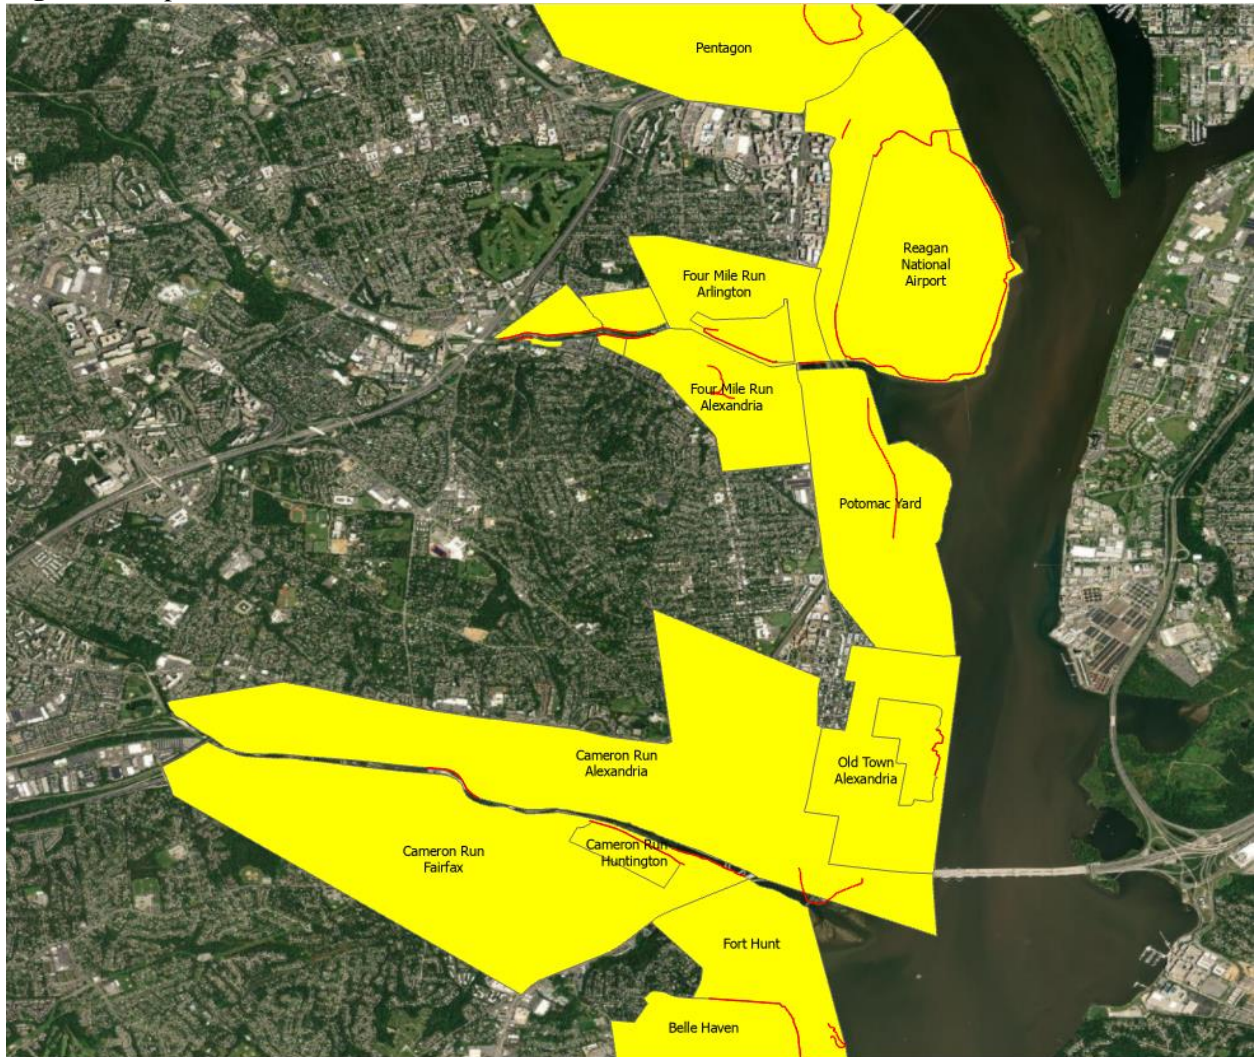 Pentagon
Reagan
National
Airport
Four Mile Run
Arlington
Four Mile Run
Alexandria
Potomac Yard
Cameron Run
Alexandria
Old Town
Alexandria
Cameron Run
Huntington
Cameron Run
Fairfax
Fort Hunt
Belle Haven